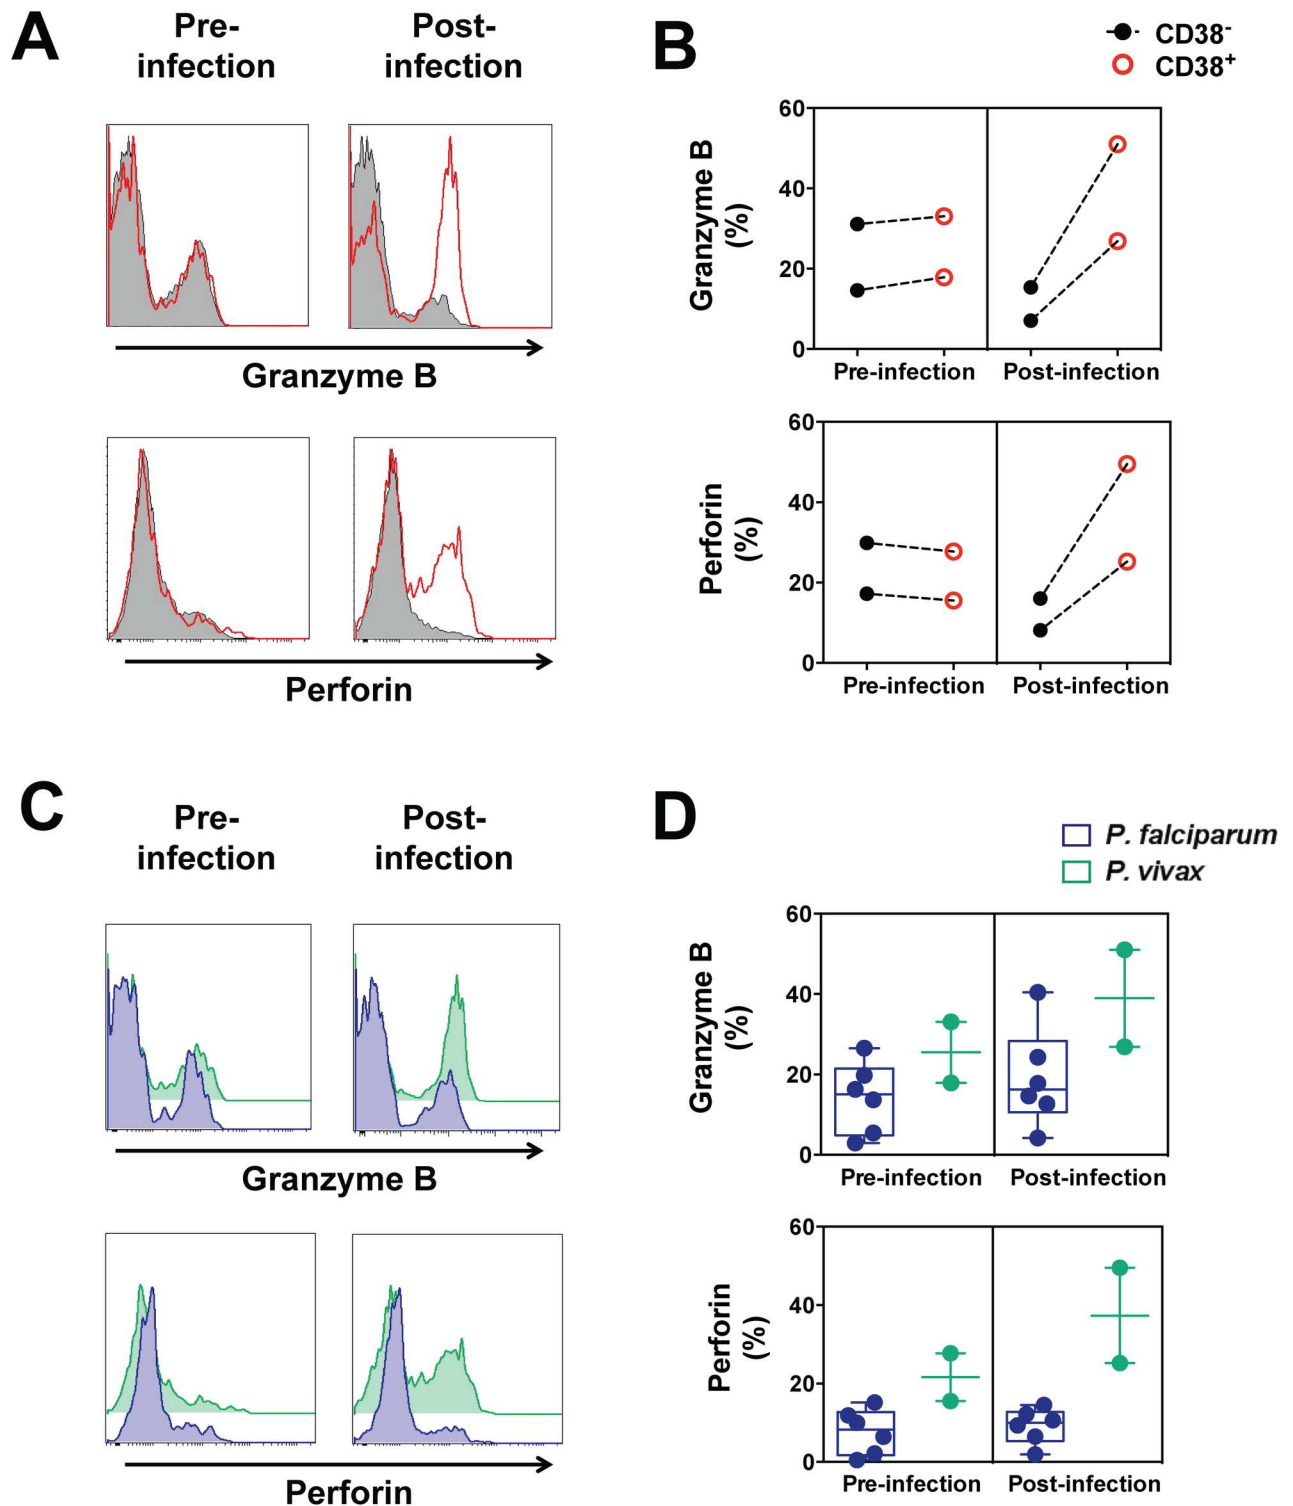 A
Pre-
infection
Post-
infection
Granzyme B
Perforin
B
CD38⁻
CD38⁺
60
40
20
0
Granzyme B
(%)
Pre-infection
Post-infection
60
40
20
0
Perforin
(%)
Pre-infection
Post-infection
C
Pre-
infection
Post-
infection
Granzyme B
Perforin
D
P. falciparum
P. vivax
60
40
20
0
Granzyme B
(%)
Pre-infection
Post-infection
60
40
20
0
Perforin
(%)
Pre-infection
Post-infection